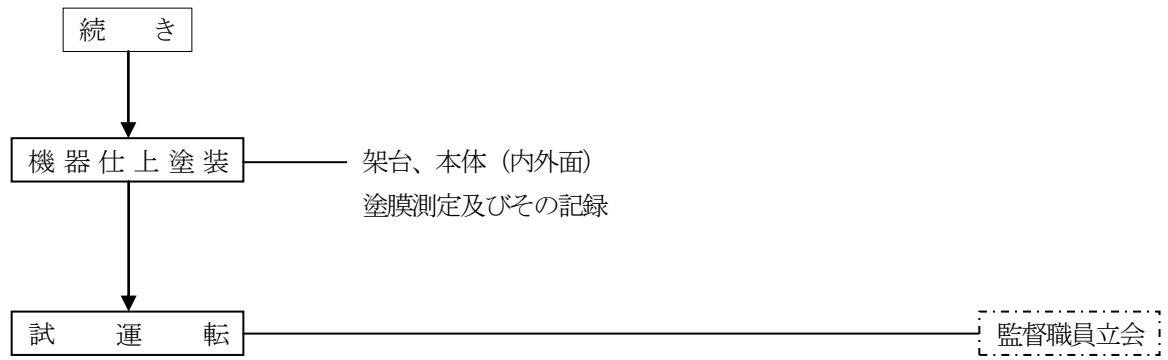 続き
機器仕上塗装
架台、本体（内外面）
塗膜測定及びその記録
試運転
監督職員立会